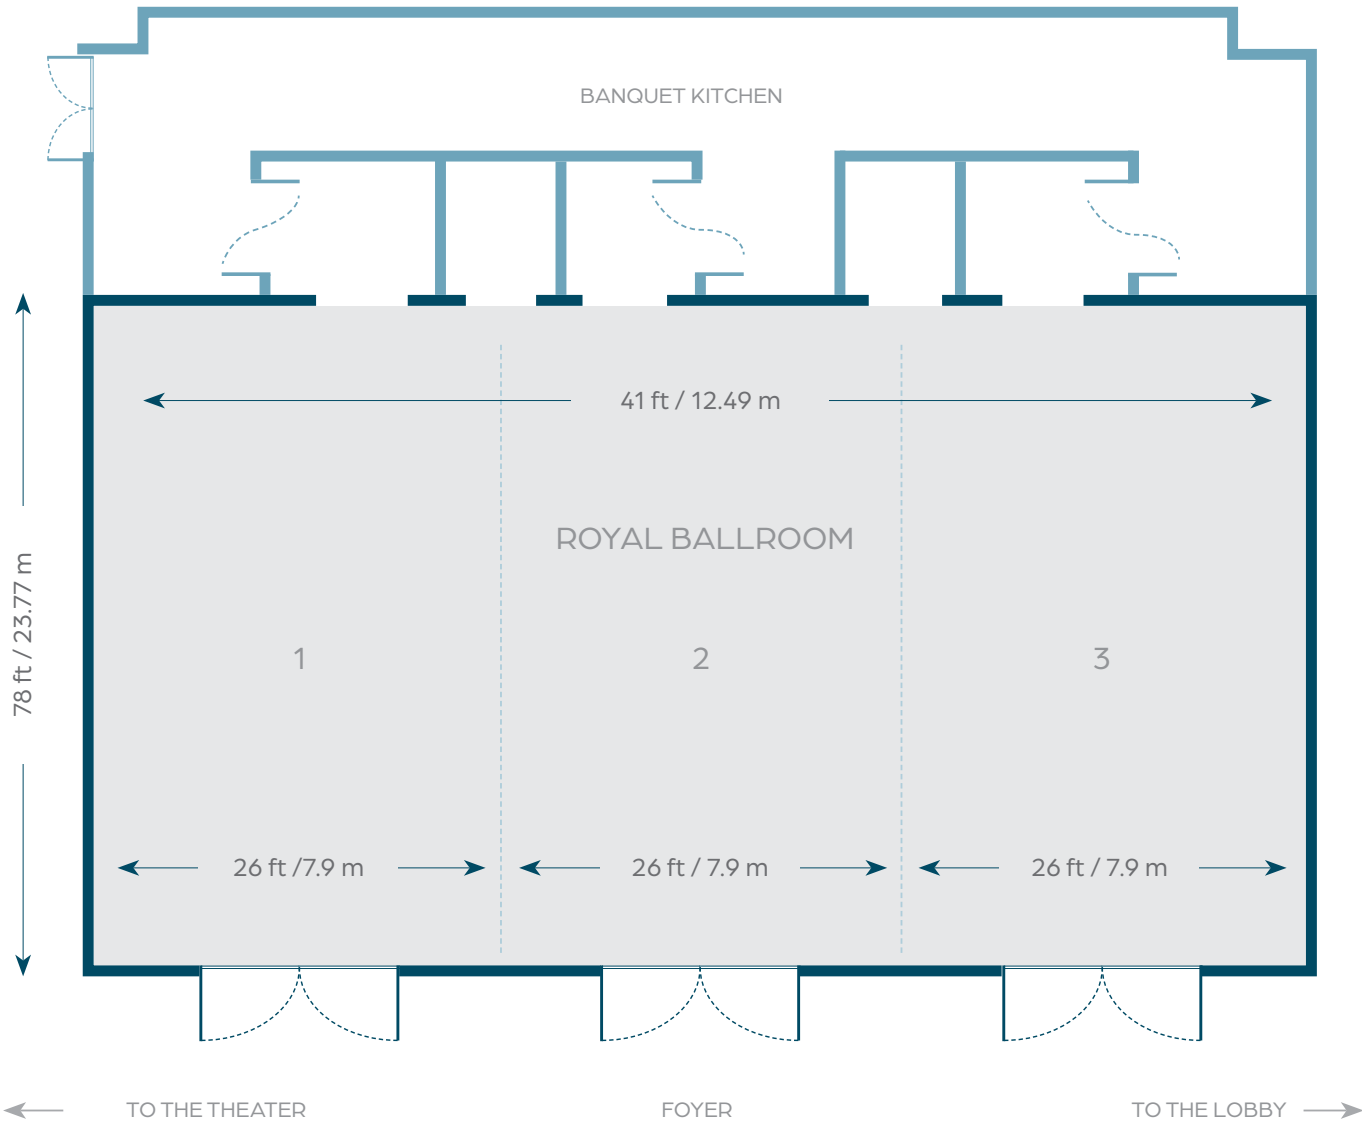 BANQUET KITCHEN
41 ft / 12.49 m
ROYAL BALLROOM
78 ft / 23.77 m
1
2
3
26 ft /7.9 m
26 ft / 7.9 m
26 ft / 7.9 m
TO THE THEATER
FOYER
TO THE LOBBY